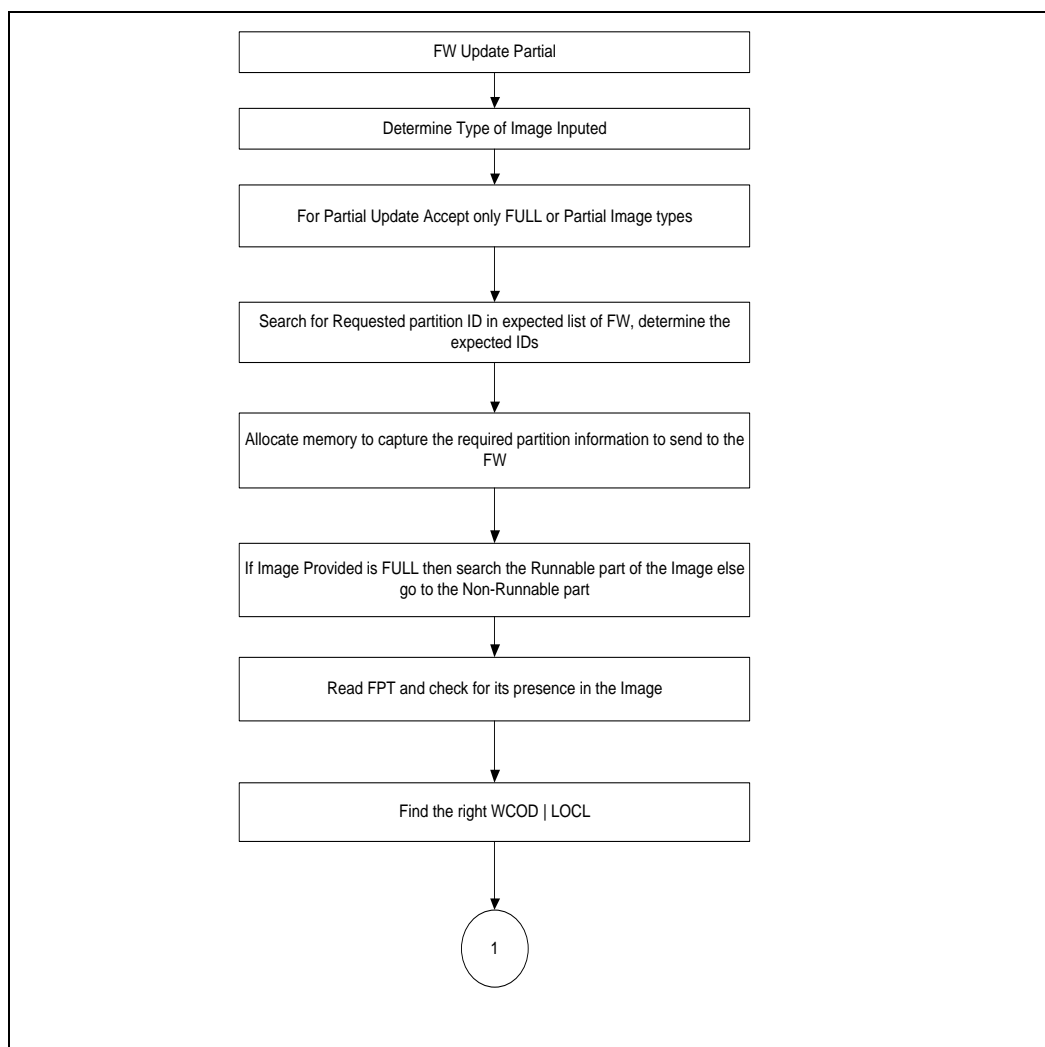 FW Update Partial
Determine Type of Image Inputed
For Partial Update Accept only FULL or Partial Image types
Search for Requested partition ID in expected list of FW, determine the
expected IDs
Allocate memory to capture the required partition information to send to the
FW
If Image Provided is FULL then search the Runnable part of the Image else
go to the Non-Runnable part
Read FPT and check for its presence in the Image
Find the right WCOD | LOCL
1